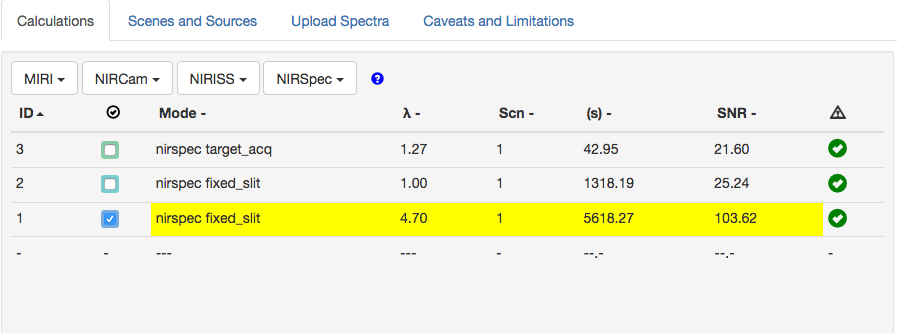 Calculations Scenes and Sources Upload Spectra Caveats and Limitations
MIRI NIRCam NIRISS NIRSpec ?
ID Mode - λ - Scn - (s) - SNR -
3 nirspec target_acq 1.27 1 42.95 21.60
2 nirspec fixed_slit 1.00 1 1318.19 25.24
1 nirspec fixed_slit 4.70 1 5618.27 103.62
- - --- --- - --.- --.- -